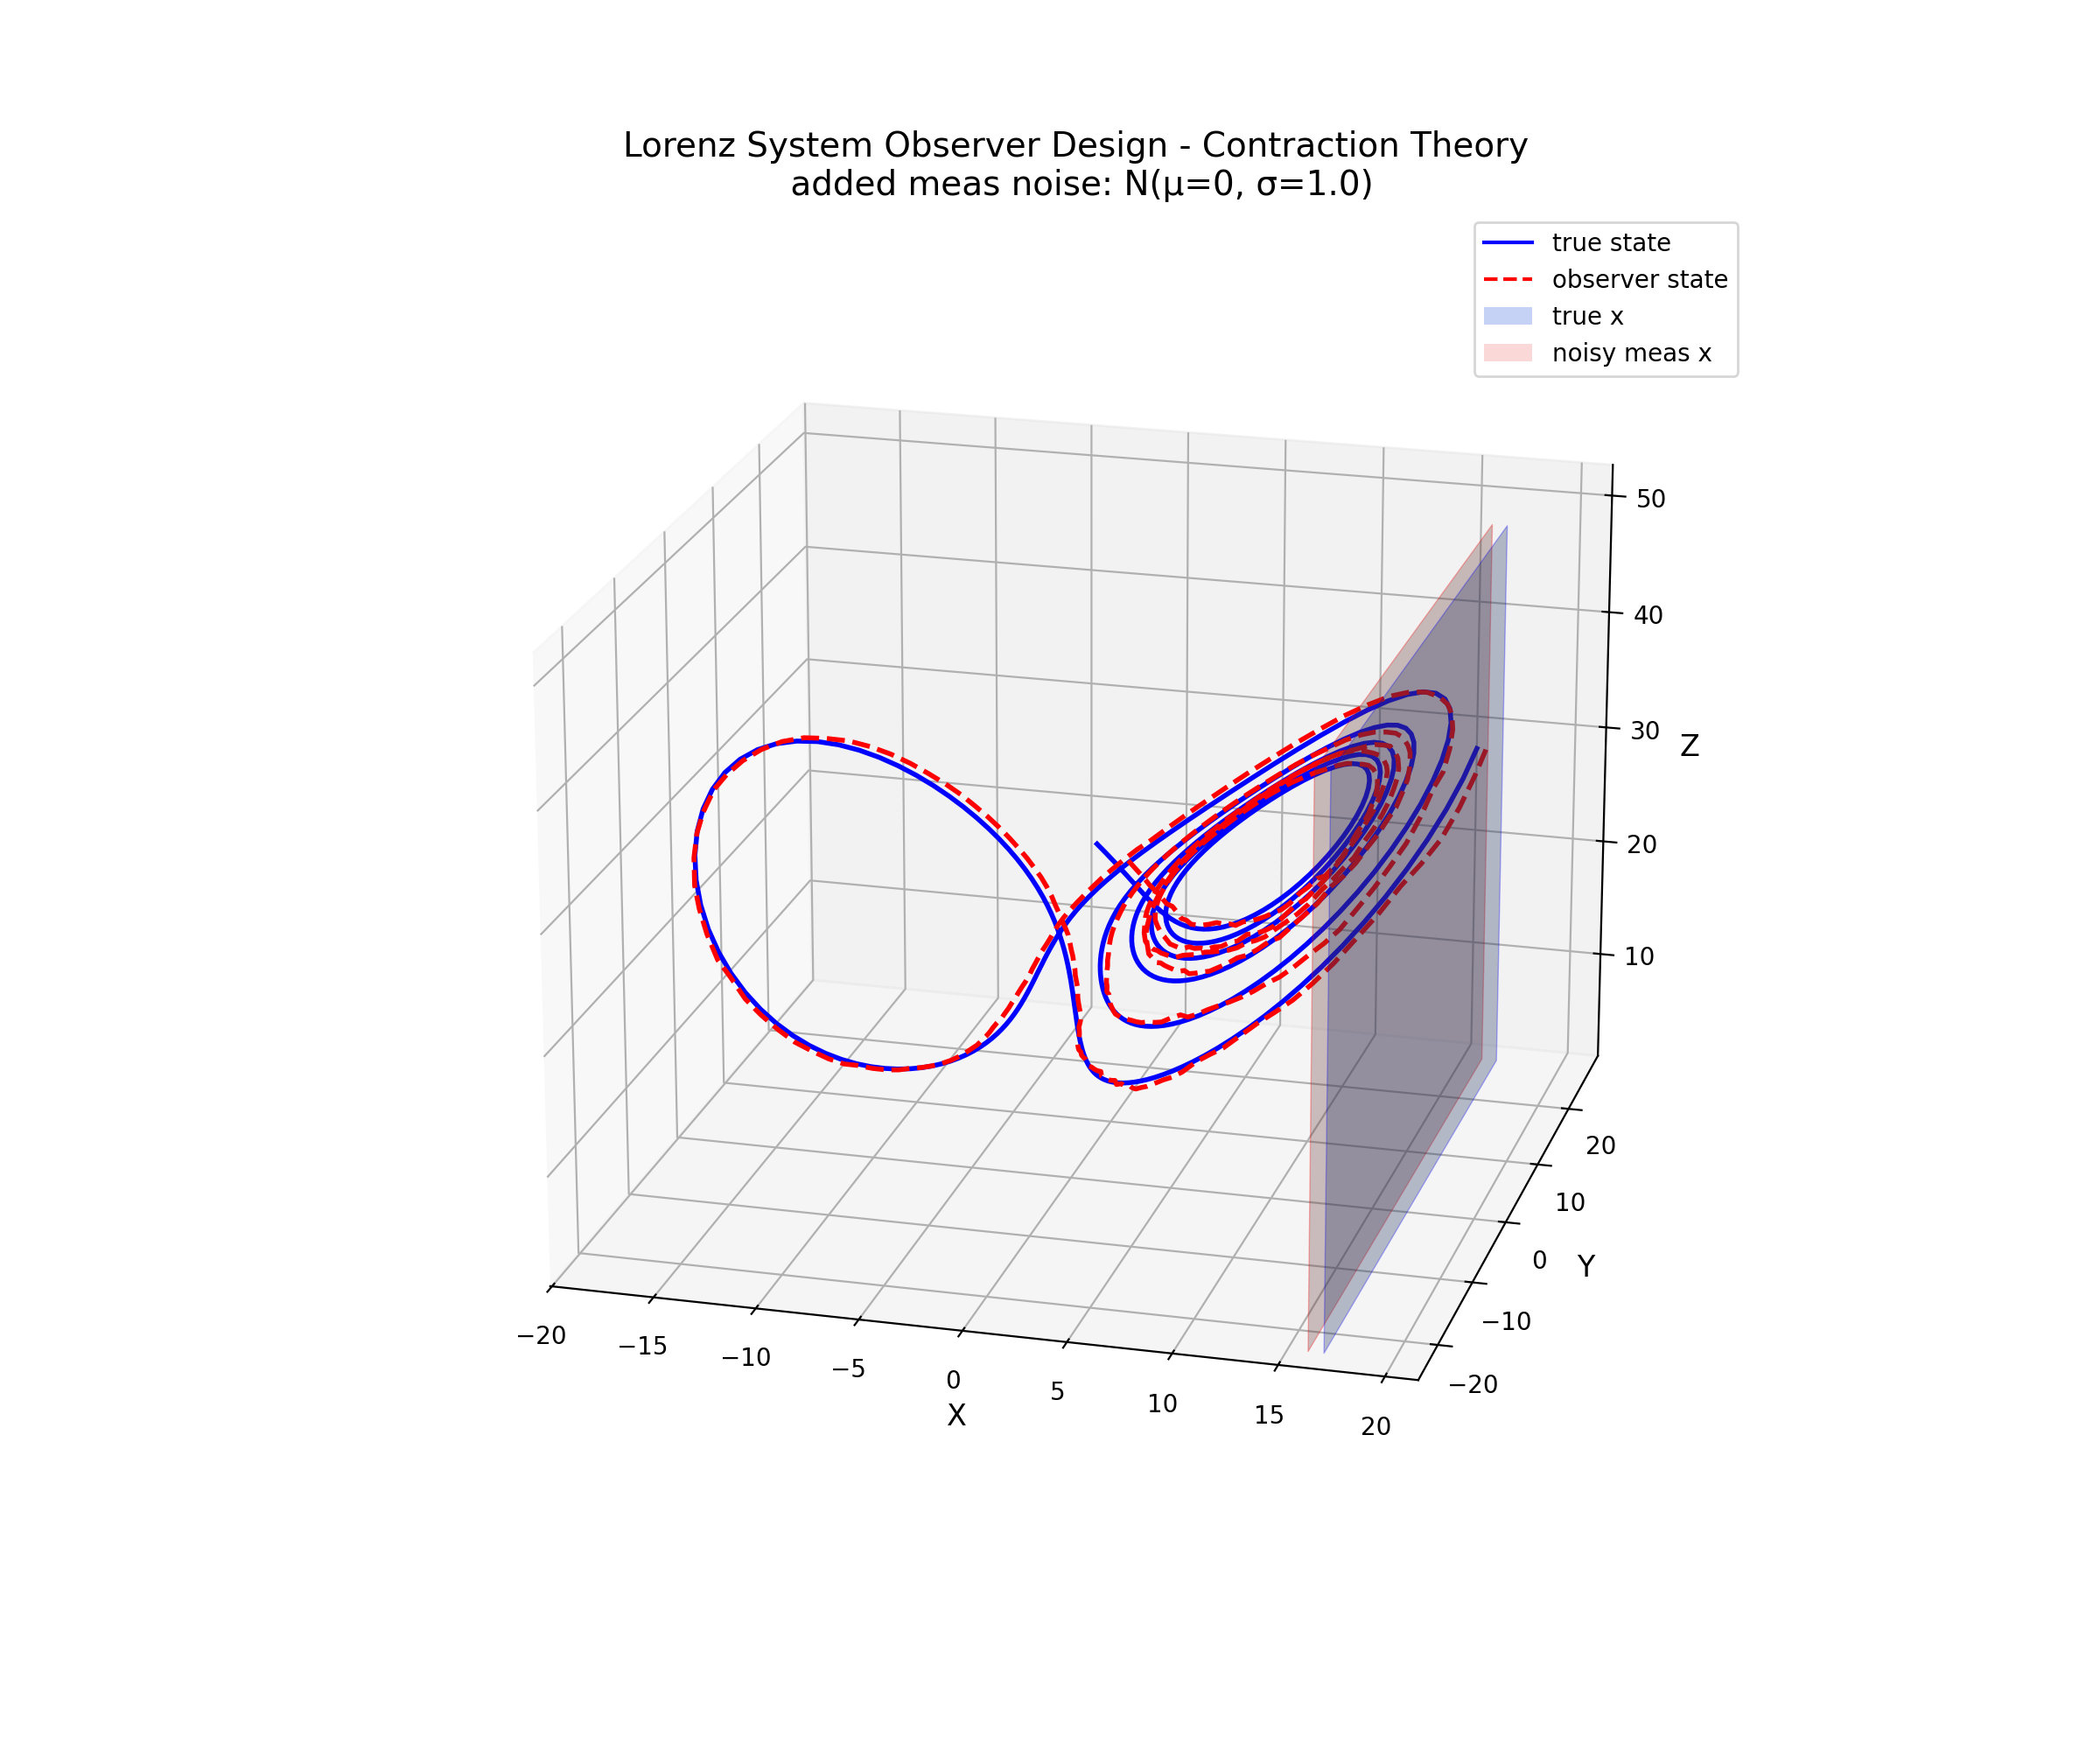 Lorenz System Observer Design - Contraction Theory
added meas noise: N(μ=0, σ=1.0)
true state
observer state
true x
noisy meas x
50
40
30
Z
20
10
20
10
0
Y
−10
−20
−20
−15
−10
−5
0
5
10
15
20
X